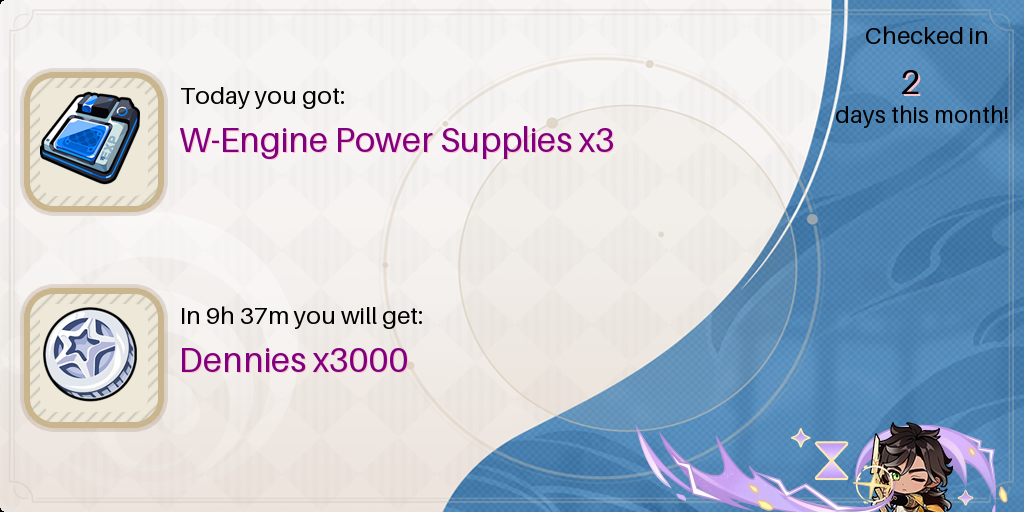 Checked in
2
days this month!
Today you got:
W-Engine Power Supplies x3
In 9h 37m you will get:
Dennies x3000